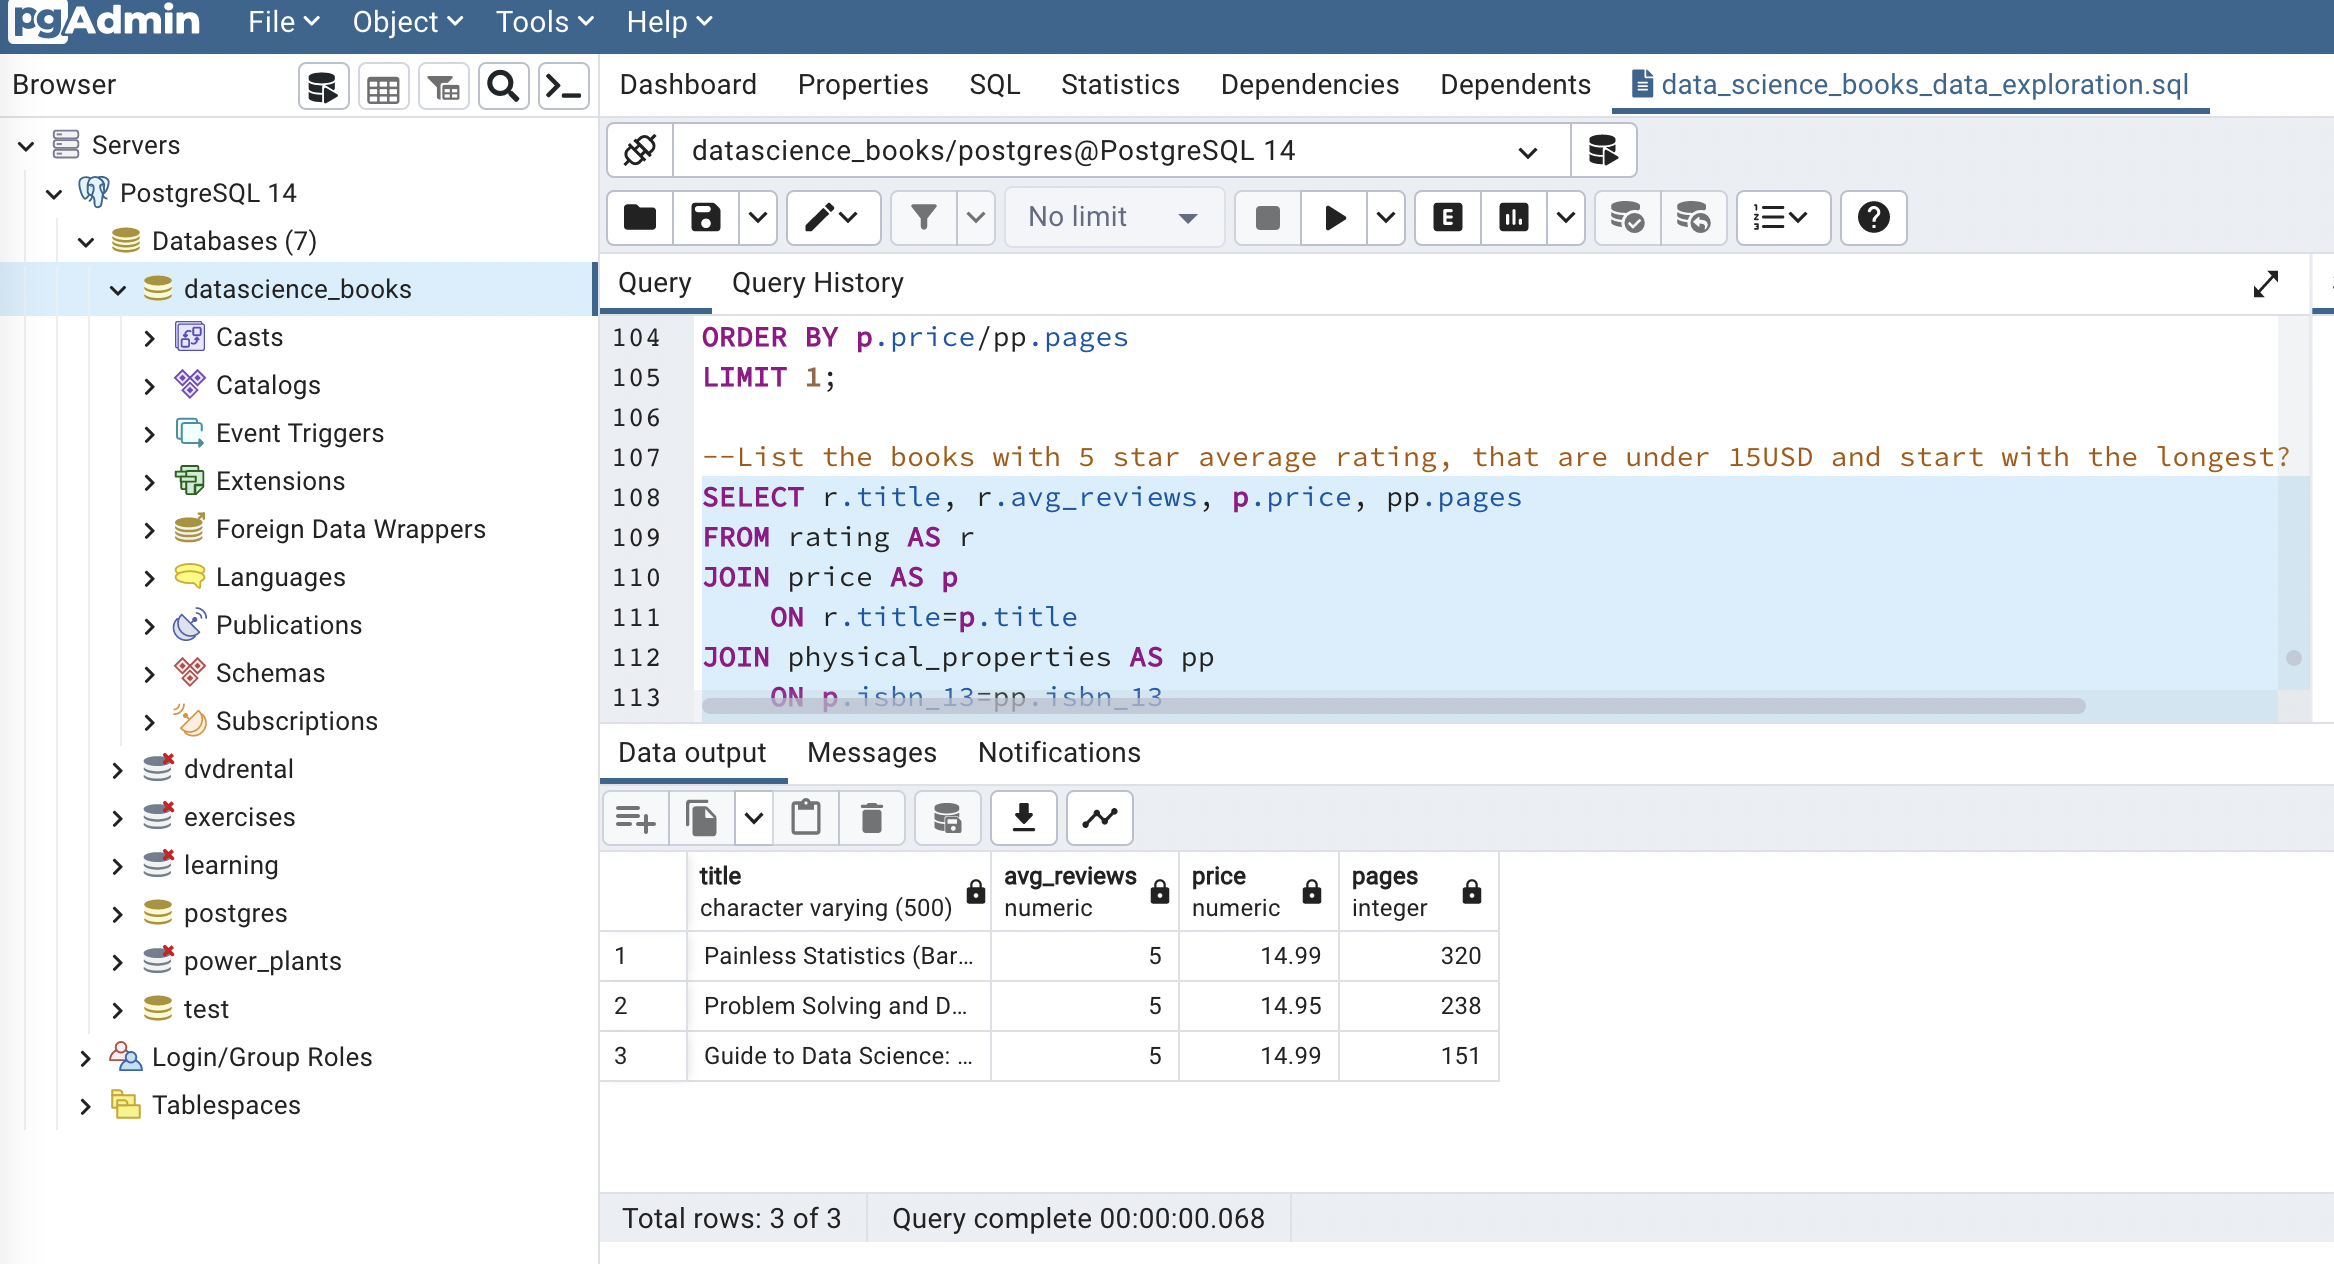 pgAdmin File Object Tools Help
Browser
Dashboard Properties SQL Statistics Dependencies Dependents data_science_books_data_exploration.sql
Servers
PostgreSQL 14
Databases (7)
datascience_books
Casts
Catalogs
Event Triggers
Extensions
Foreign Data Wrappers
Languages
Publications
Schemas
Subscriptions
dvdrental
exercises
learning
postgres
power_plants
test
Login/Group Roles
Tablespaces
datascience_books/postgres@PostgreSQL 14
No limit
E
Query Query History
104 ORDER BY p.price/pp.pages
105 LIMIT 1;
106
107 --List the books with 5 star average rating, that are under 15USD and start with the longest?
108 SELECT r.title, r.avg_reviews, p.price, pp.pages
109 FROM rating AS r
110 JOIN price AS p
111 ON r.title=p.title
112 JOIN physical_properties AS pp
113 ON p.isbn_13=pp.isbn_13
Data output Messages Notifications
title avg_reviews price pages
character varying (500) numeric numeric integer
1 Painless Statistics (Bar... 5 14.99 320
2 Problem Solving and D... 5 14.95 238
3 Guide to Data Science: ... 5 14.99 151
Total rows: 3 of 3 Query complete 00:00:00.068